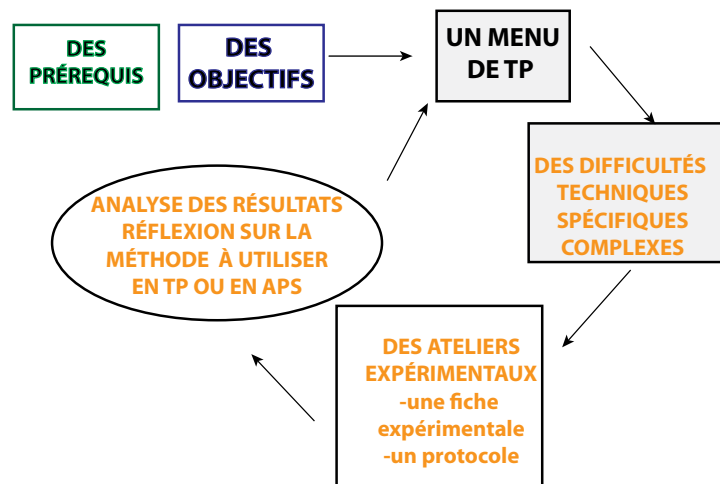 DES
PRÉREQUIS
DES
OBJECTIFS
UN MENU
DE TP
DES DIFFICULTÉS
TECHNIQUES
SPÉCIFIQUES
COMPLEXES
ANALYSE DES RÉSULTATS
RÉFLEXION SUR LA
MÉTHODE À UTILISER
EN TP OU EN APS
DES ATELIERS
EXPÉRIMENTAUX
-une fiche
expérimentale
-un protocole